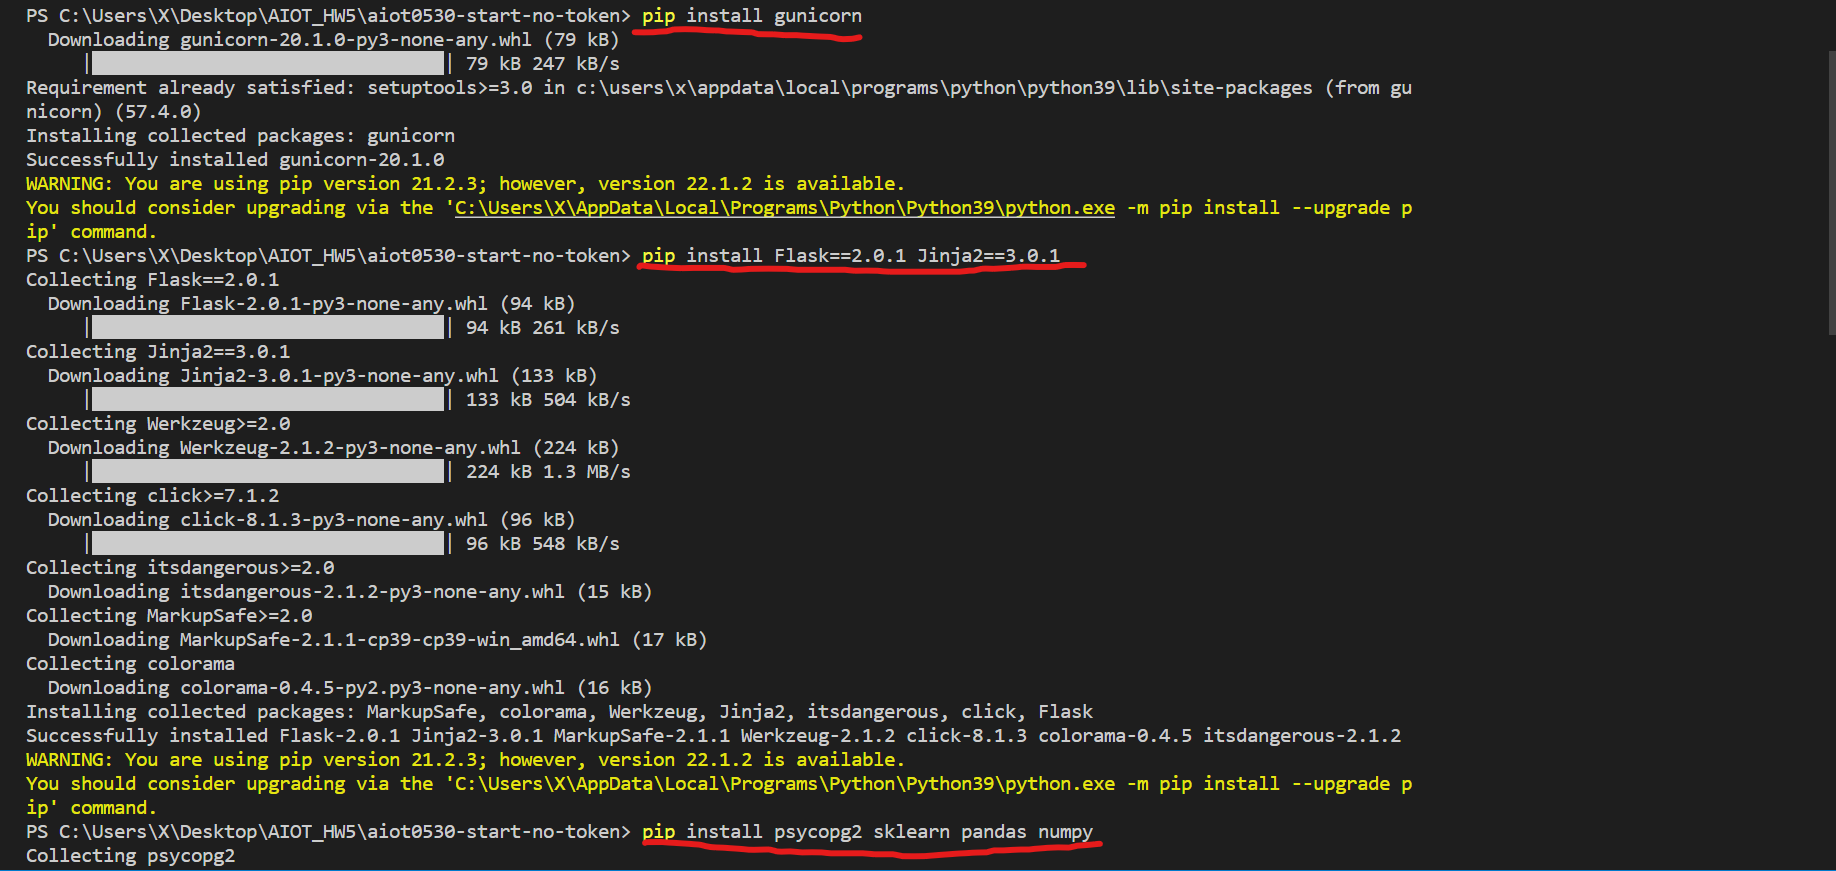 PS C:\Users\X\Desktop\AIOT_HW5\aiot0530-start-no-token> pip install gunicorn
  Downloading gunicorn-20.1.0-py3-none-any.whl (79 kB)
     |████████████████████████████████| 79 kB 247 kB/s
Requirement already satisfied: setuptools>=3.0 in c:\users\x\appdata\local\programs\python\python39\lib\site-packages (from gu
nicorn) (57.4.0)
Installing collected packages: gunicorn
Successfully installed gunicorn-20.1.0
WARNING: You are using pip version 21.2.3; however, version 22.1.2 is available.
You should consider upgrading via the 'C:\Users\X\AppData\Local\Programs\Python\Python39\python.exe -m pip install --upgrade p
ip' command.
PS C:\Users\X\Desktop\AIOT_HW5\aiot0530-start-no-token> pip install Flask==2.0.1 Jinja2==3.0.1
Collecting Flask==2.0.1
  Downloading Flask-2.0.1-py3-none-any.whl (94 kB)
     |████████████████████████████████| 94 kB 261 kB/s
Collecting Jinja2==3.0.1
  Downloading Jinja2-3.0.1-py3-none-any.whl (133 kB)
     |████████████████████████████████| 133 kB 504 kB/s
Collecting Werkzeug>=2.0
  Downloading Werkzeug-2.1.2-py3-none-any.whl (224 kB)
     |████████████████████████████████| 224 kB 1.3 MB/s
Collecting click>=7.1.2
  Downloading click-8.1.3-py3-none-any.whl (96 kB)
     |████████████████████████████████| 96 kB 548 kB/s
Collecting itsdangerous>=2.0
  Downloading itsdangerous-2.1.2-py3-none-any.whl (15 kB)
Collecting MarkupSafe>=2.0
  Downloading MarkupSafe-2.1.1-cp39-cp39-win_amd64.whl (17 kB)
Collecting colorama
  Downloading colorama-0.4.5-py2.py3-none-any.whl (16 kB)
Installing collected packages: MarkupSafe, colorama, Werkzeug, Jinja2, itsdangerous, click, Flask
Successfully installed Flask-2.0.1 Jinja2-3.0.1 MarkupSafe-2.1.1 Werkzeug-2.1.2 click-8.1.3 colorama-0.4.5 itsdangerous-2.1.2
WARNING: You are using pip version 21.2.3; however, version 22.1.2 is available.
You should consider upgrading via the 'C:\Users\X\AppData\Local\Programs\Python\Python39\python.exe -m pip install --upgrade p
ip' command.
PS C:\Users\X\Desktop\AIOT_HW5\aiot0530-start-no-token> pip install psycopg2 sklearn pandas numpy
Collecting psycopg2